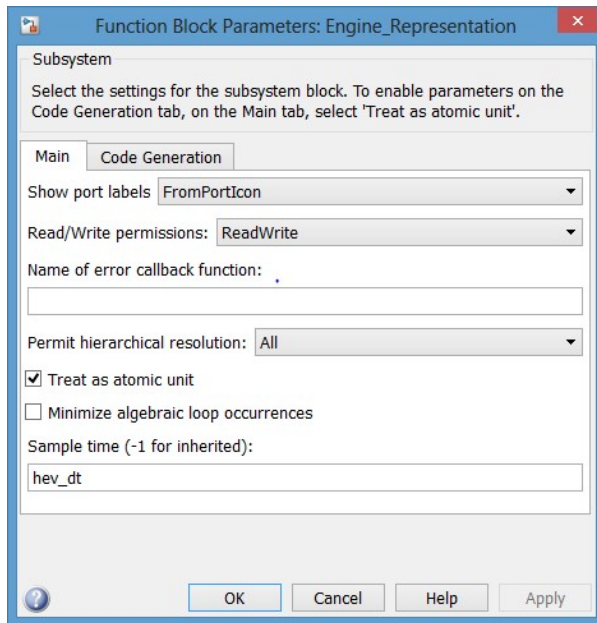 Function Block Parameters: Engine_Representation
Subsystem
Select the settings for the subsystem block. To enable parameters on the
Code Generation tab, on the Main tab, select 'Treat as atomic unit'.
Main Code Generation
Show port labels FromPortIcon
Read/Write permissions: ReadWrite
Name of error callback function:
Permit hierarchical resolution: All
Treat as atomic unit
Minimize algebraic loop occurrences
Sample time (-1 for inherited):
hev_dt
OK Cancel Help Apply